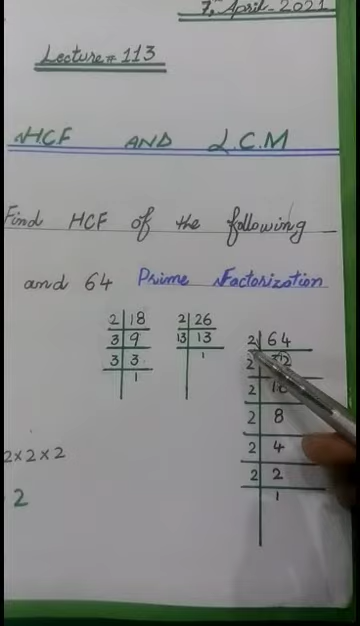 7, April-2021
Lecture # 113
HCF AND L.C.M
Find HCF of the following
and 64 Prime Factorization
2 | 18
3 | 9
3 | 3
1
2 | 26
13 | 13
1
2 | 64
2 | 32
2 | 16
2 | 8
2 | 4
2 | 2
1
2 × 2 × 2
2